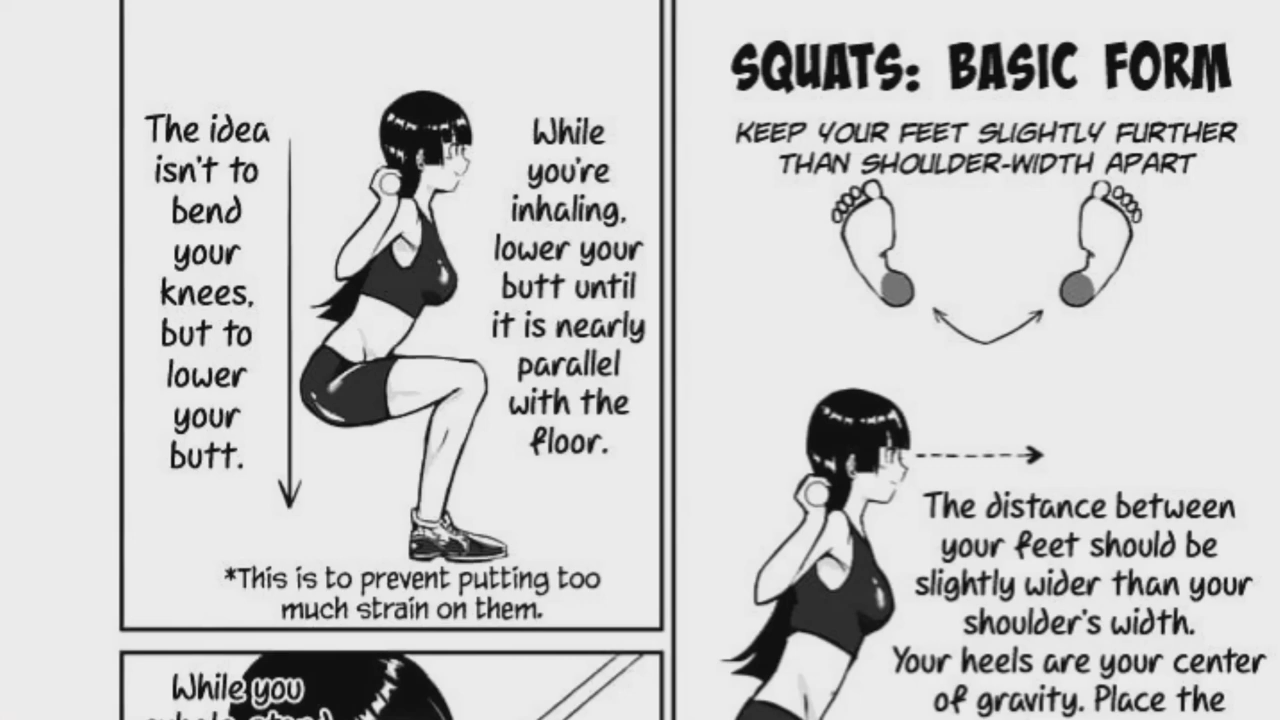 SQUATS: BASIC FORM
KEEP YOUR FEET SLIGHTLY FURTHER
THAN SHOULDER-WIDTH APART
The distance between
your feet should be
slightly wider than your
shoulder's width.
Your heels are your center
of gravity. Place the
While
you're
inhaling,
lower your
butt until
it is nearly
parallel
with the
floor.
The idea
isn't to
bend
your
knees,
but to
lower
your
butt.
*This is to prevent putting too
much strain on them.
While you